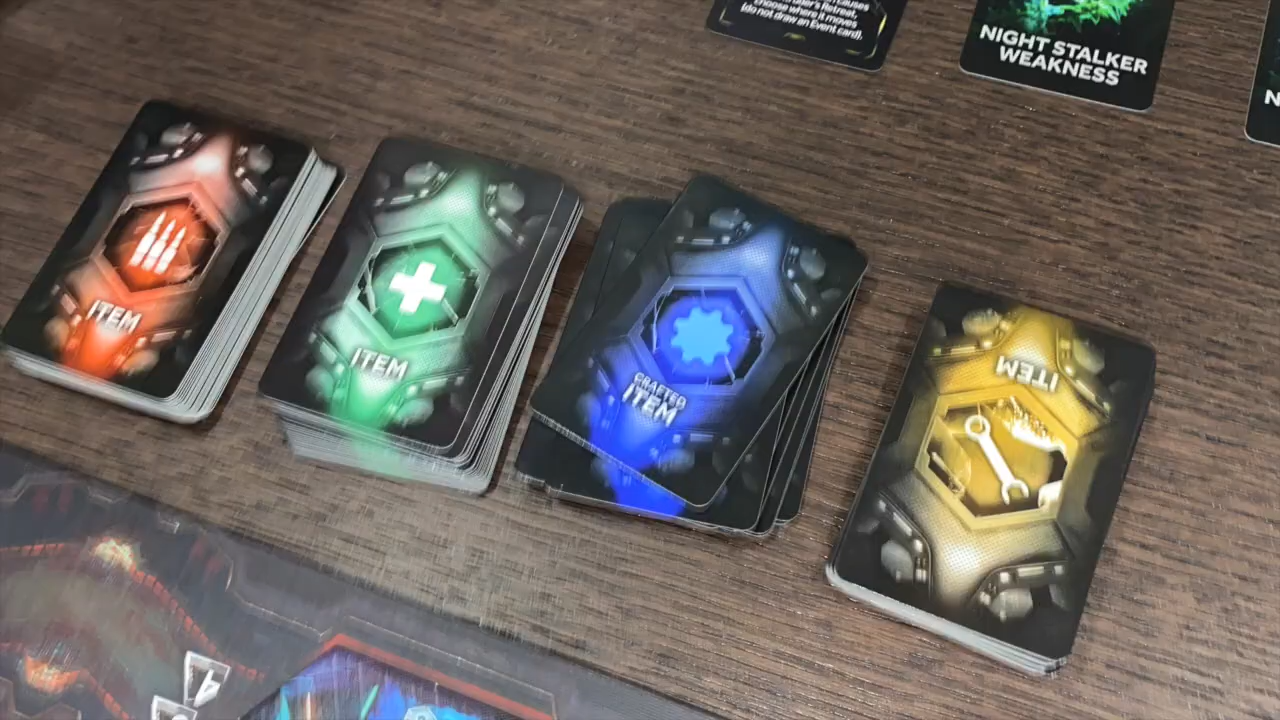 choose where it moves
(do not draw an Event card).
NIGHT STALKER
WEAKNESS
N
ITEM
ITEM
CRAFTED
ITEM
ITEM